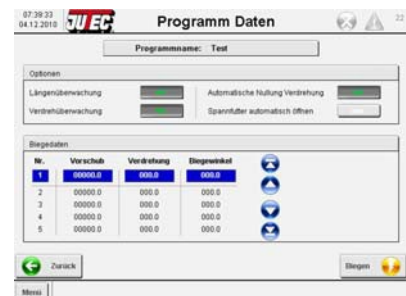 07:39:33
04.12.2010
JUTEC
Programm Daten
22
Programmname: Test
Optionen
Längenüberwachung
Automatische Nullung Verdrehung
Verdrehüberwachung
Spannfutter automatisch öffnen
Biegedaten
Nr. Vorschub Verdrehung Biegewinkel
1 00000.0 000.0 000.0
2 00000.0 000.0 000.0
3 00000.0 000.0 000.0
4 00000.0 000.0 000.0
5 00000.0 000.0 000.0
Zurück
Biegen
Menü